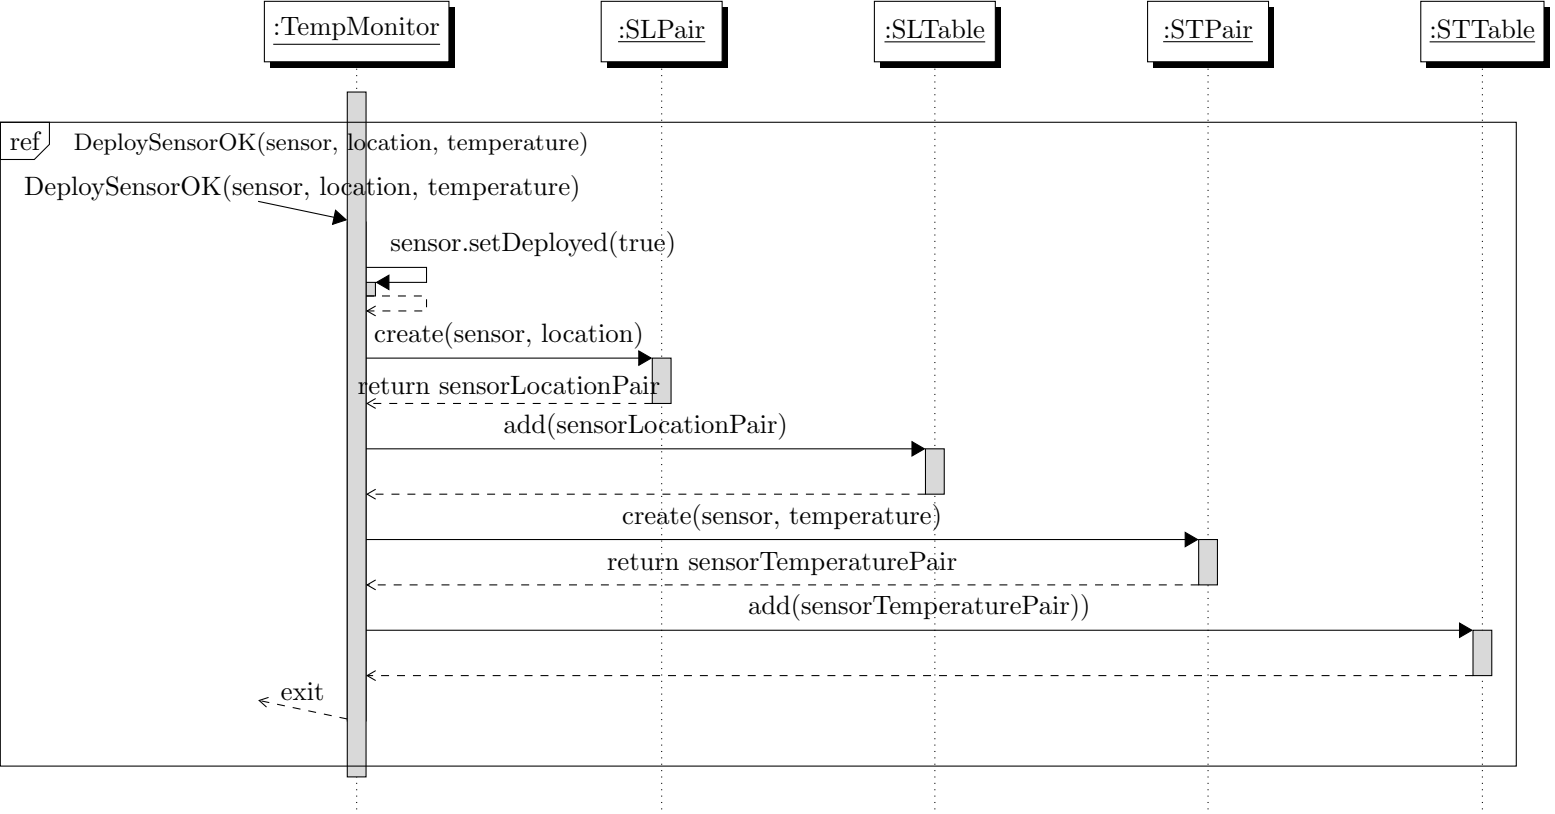 :TempMonitor
:SLPair
:SLTable
:STPair
:STTable
ref
DeploySensorOK(sensor, location, temperature)
DeploySensorOK(sensor, location, temperature)
sensor.setDeployed(true)
create(sensor, location)
return sensorLocationPair
add(sensorLocationPair)
create(sensor, temperature)
return sensorTemperaturePair
add(sensorTemperaturePair))
exit